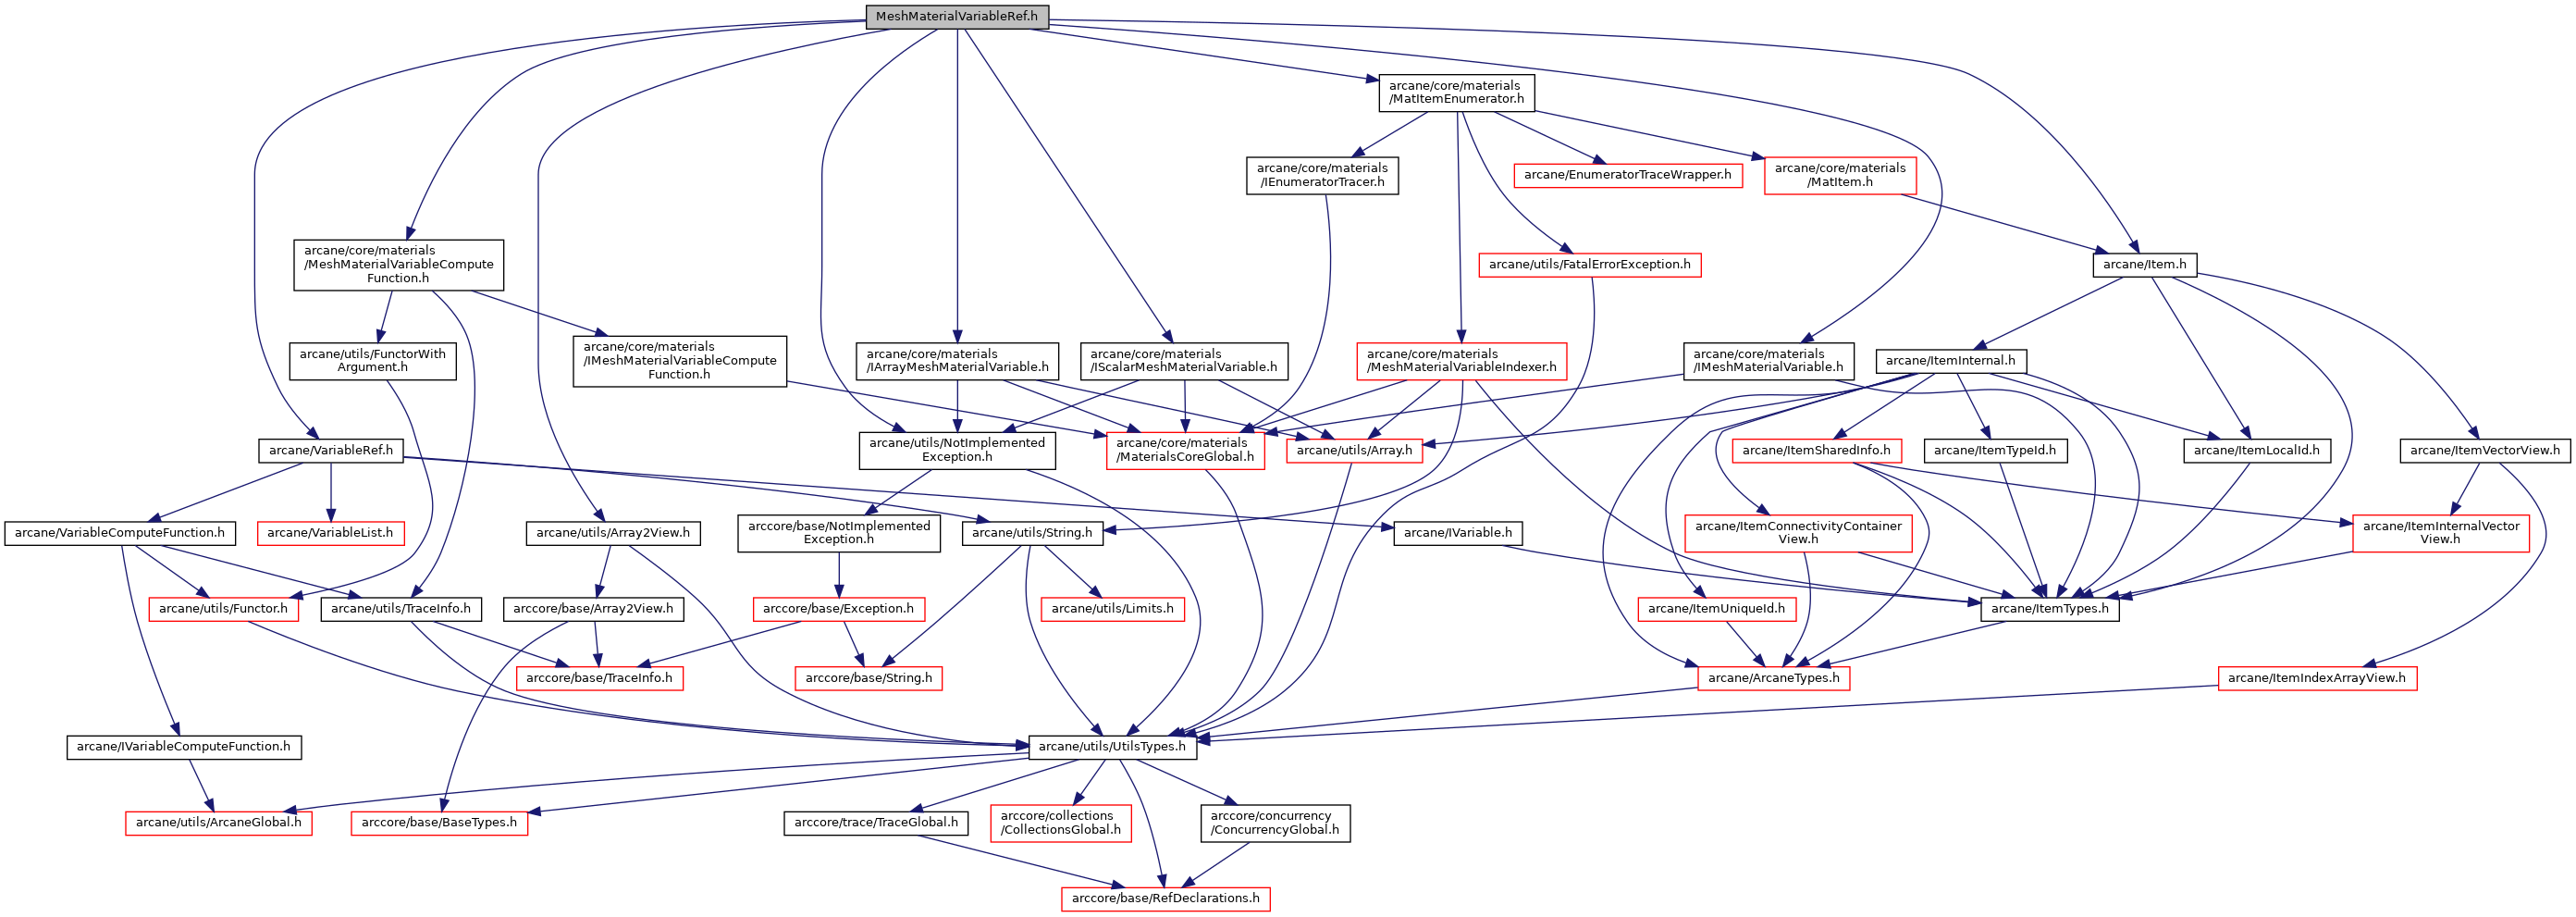 MeshMaterialVariableRef.h
arcane/core/materials
/MatItemEnumerator.h
arcane/core/materials
/IEnumeratorTracer.h
arcane/EnumeratorTraceWrapper.h
arcane/core/materials
/MatItem.h
arcane/core/materials
/MeshMaterialVariableCompute
Function.h
arcane/utils/FatalErrorException.h
arcane/Item.h
arcane/utils/FunctorWith
Argument.h
arcane/core/materials
/IMeshMaterialVariableCompute
Function.h
arcane/core/materials
/IArrayMeshMaterialVariable.h
arcane/core/materials
/IScalarMeshMaterialVariable.h
arcane/core/materials
/MeshMaterialVariableIndexer.h
arcane/core/materials
/IMeshMaterialVariable.h
arcane/ItemInternal.h
arcane/VariableRef.h
arcane/utils/NotImplemented
Exception.h
arcane/core/materials
/MaterialsCoreGlobal.h
arcane/utils/Array.h
arcane/ItemSharedInfo.h
arcane/ItemTypeId.h
arcane/ItemLocalId.h
arcane/ItemVectorView.h
arcane/VariableComputeFunction.h
arcane/VariableList.h
arcane/utils/Array2View.h
arccore/base/NotImplemented
Exception.h
arcane/utils/String.h
arcane/IVariable.h
arcane/ItemConnectivityContainer
View.h
arcane/ItemInternalVector
View.h
arcane/utils/Functor.h
arcane/utils/TraceInfo.h
arccore/base/Array2View.h
arccore/base/Exception.h
arcane/utils/Limits.h
arcane/ItemUniqueId.h
arcane/ItemTypes.h
arccore/base/TraceInfo.h
arccore/base/String.h
arcane/ArcaneTypes.h
arcane/ItemIndexArrayView.h
arcane/IVariableComputeFunction.h
arcane/utils/UtilsTypes.h
arcane/utils/ArcaneGlobal.h
arccore/base/BaseTypes.h
arccore/trace/TraceGlobal.h
arccore/collections
/CollectionsGlobal.h
arccore/concurrency
/ConcurrencyGlobal.h
arccore/base/RefDeclarations.h